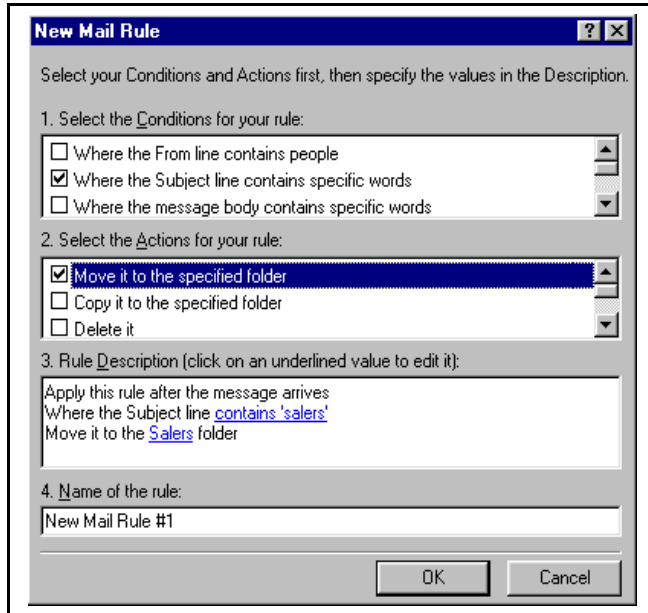 New Mail Rule
Select your Conditions and Actions first, then specify the values in the Description.
1. Select the Conditions for your rule:
Where the From line contains people
Where the Subject line contains specific words
Where the message body contains specific words
2. Select the Actions for your rule:
Move it to the specified folder
Copy it to the specified folder
Delete it
3. Rule Description (click on an underlined value to edit it):
Apply this rule after the message arrives
Where the Subject line contains 'salers'
Move it to the Salers folder
4. Name of the rule:
New Mail Rule #1
OK Cancel